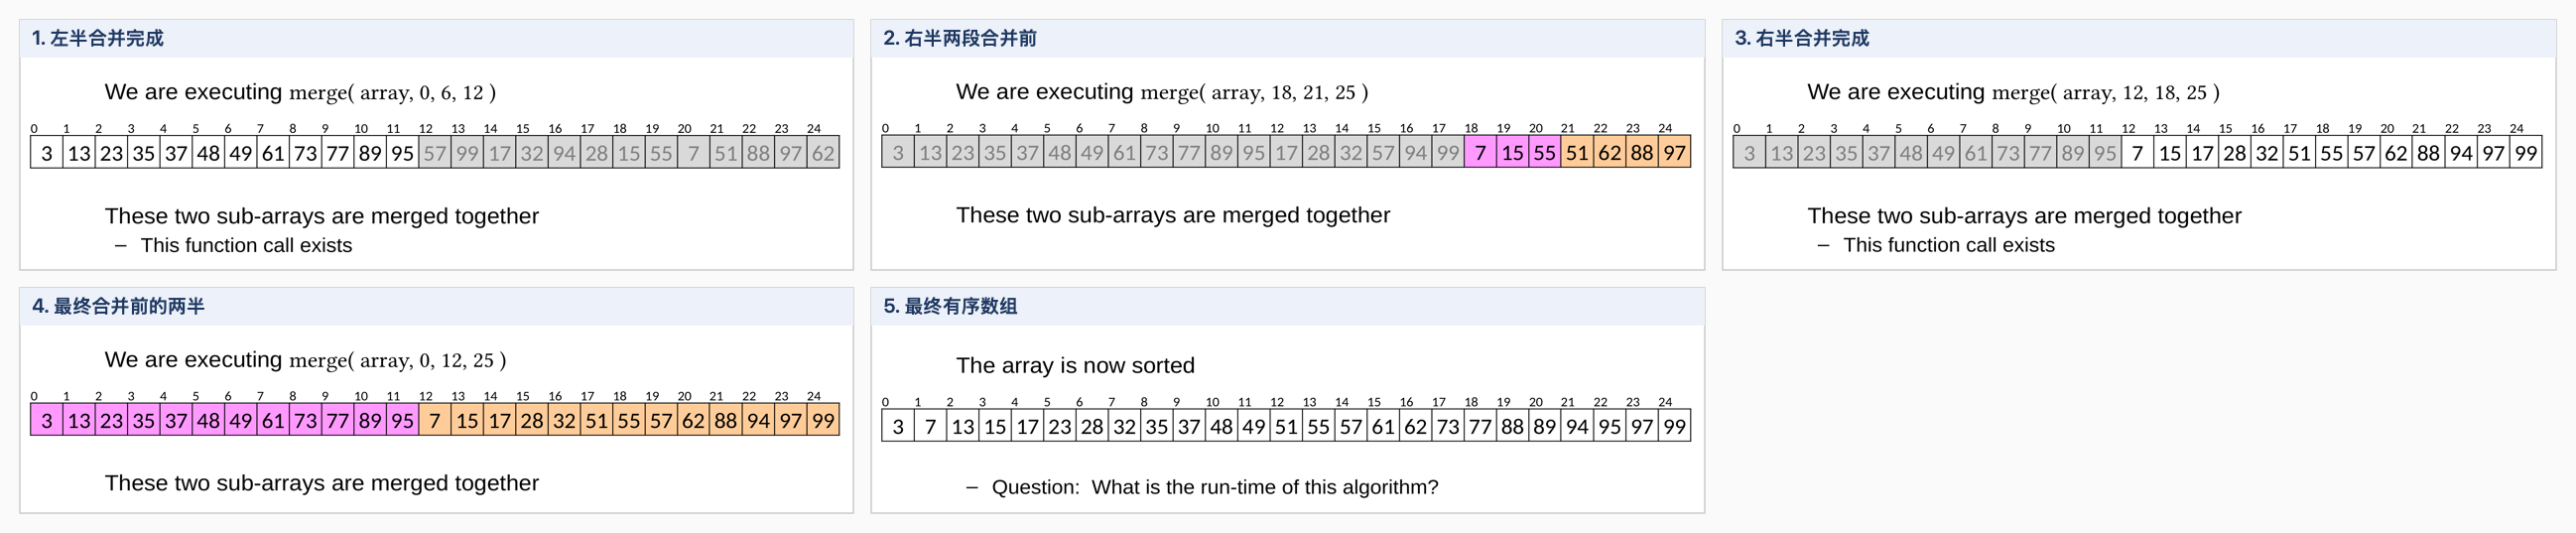 1. 左半合并完成
We are executing merge( array, 0, 6, 12 )
0 1 2 3 4 5 6 7 8 9 10 11 12 13 14 15 16 17 18 19 20 21 22 23 24
3 13 23 35 37 48 49 61 73 77 89 95 57 99 17 32 94 28 15 55 7 51 88 97 62
These two sub-arrays are merged together
– This function call exists
2. 右半两段合并前
We are executing merge( array, 18, 21, 25 )
0 1 2 3 4 5 6 7 8 9 10 11 12 13 14 15 16 17 18 19 20 21 22 23 24
3 13 23 35 37 48 49 61 73 77 89 95 17 28 32 57 94 99 7 15 55 51 62 88 97
These two sub-arrays are merged together
3. 右半合并完成
We are executing merge( array, 12, 18, 25 )
0 1 2 3 4 5 6 7 8 9 10 11 12 13 14 15 16 17 18 19 20 21 22 23 24
3 13 23 35 37 48 49 61 73 77 89 95 7 15 17 28 32 51 55 57 62 88 94 97 99
These two sub-arrays are merged together
– This function call exists
4. 最终合并前的两半
We are executing merge( array, 0, 12, 25 )
0 1 2 3 4 5 6 7 8 9 10 11 12 13 14 15 16 17 18 19 20 21 22 23 24
3 13 23 35 37 48 49 61 73 77 89 95 7 15 17 28 32 51 55 57 62 88 94 97 99
These two sub-arrays are merged together
5. 最终有序数组
The array is now sorted
0 1 2 3 4 5 6 7 8 9 10 11 12 13 14 15 16 17 18 19 20 21 22 23 24
3 7 13 15 17 23 28 32 35 37 48 49 51 55 57 61 62 73 77 88 89 94 95 97 99
– Question: What is the run-time of this algorithm?